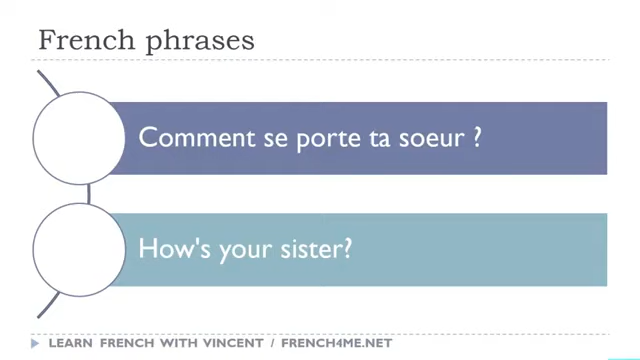 French phrases
Comment se porte ta soeur ?
How's your sister?
LEARN FRENCH WITH VINCENT / FRENCH4ME.NET